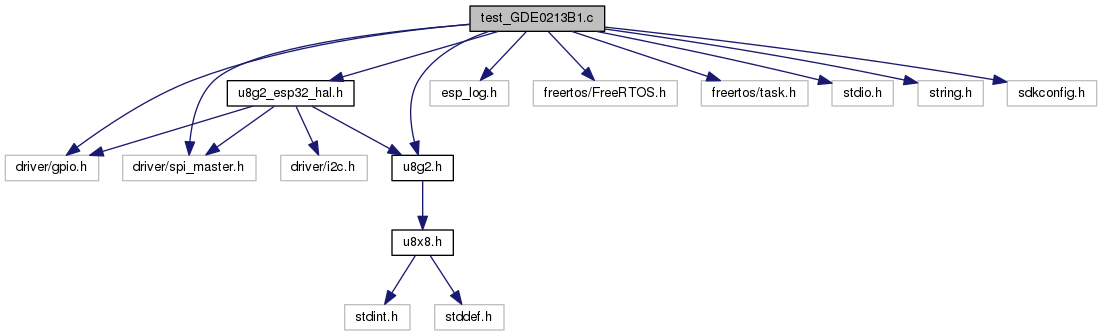 test_GDE0213B1.c
u8g2_esp32_hal.h
esp_log.h
freertos/FreeRTOS.h
freertos/task.h
stdio.h
string.h
sdkconfig.h
driver/gpio.h
driver/spi_master.h
driver/i2c.h
u8g2.h
u8x8.h
stdint.h
stddef.h